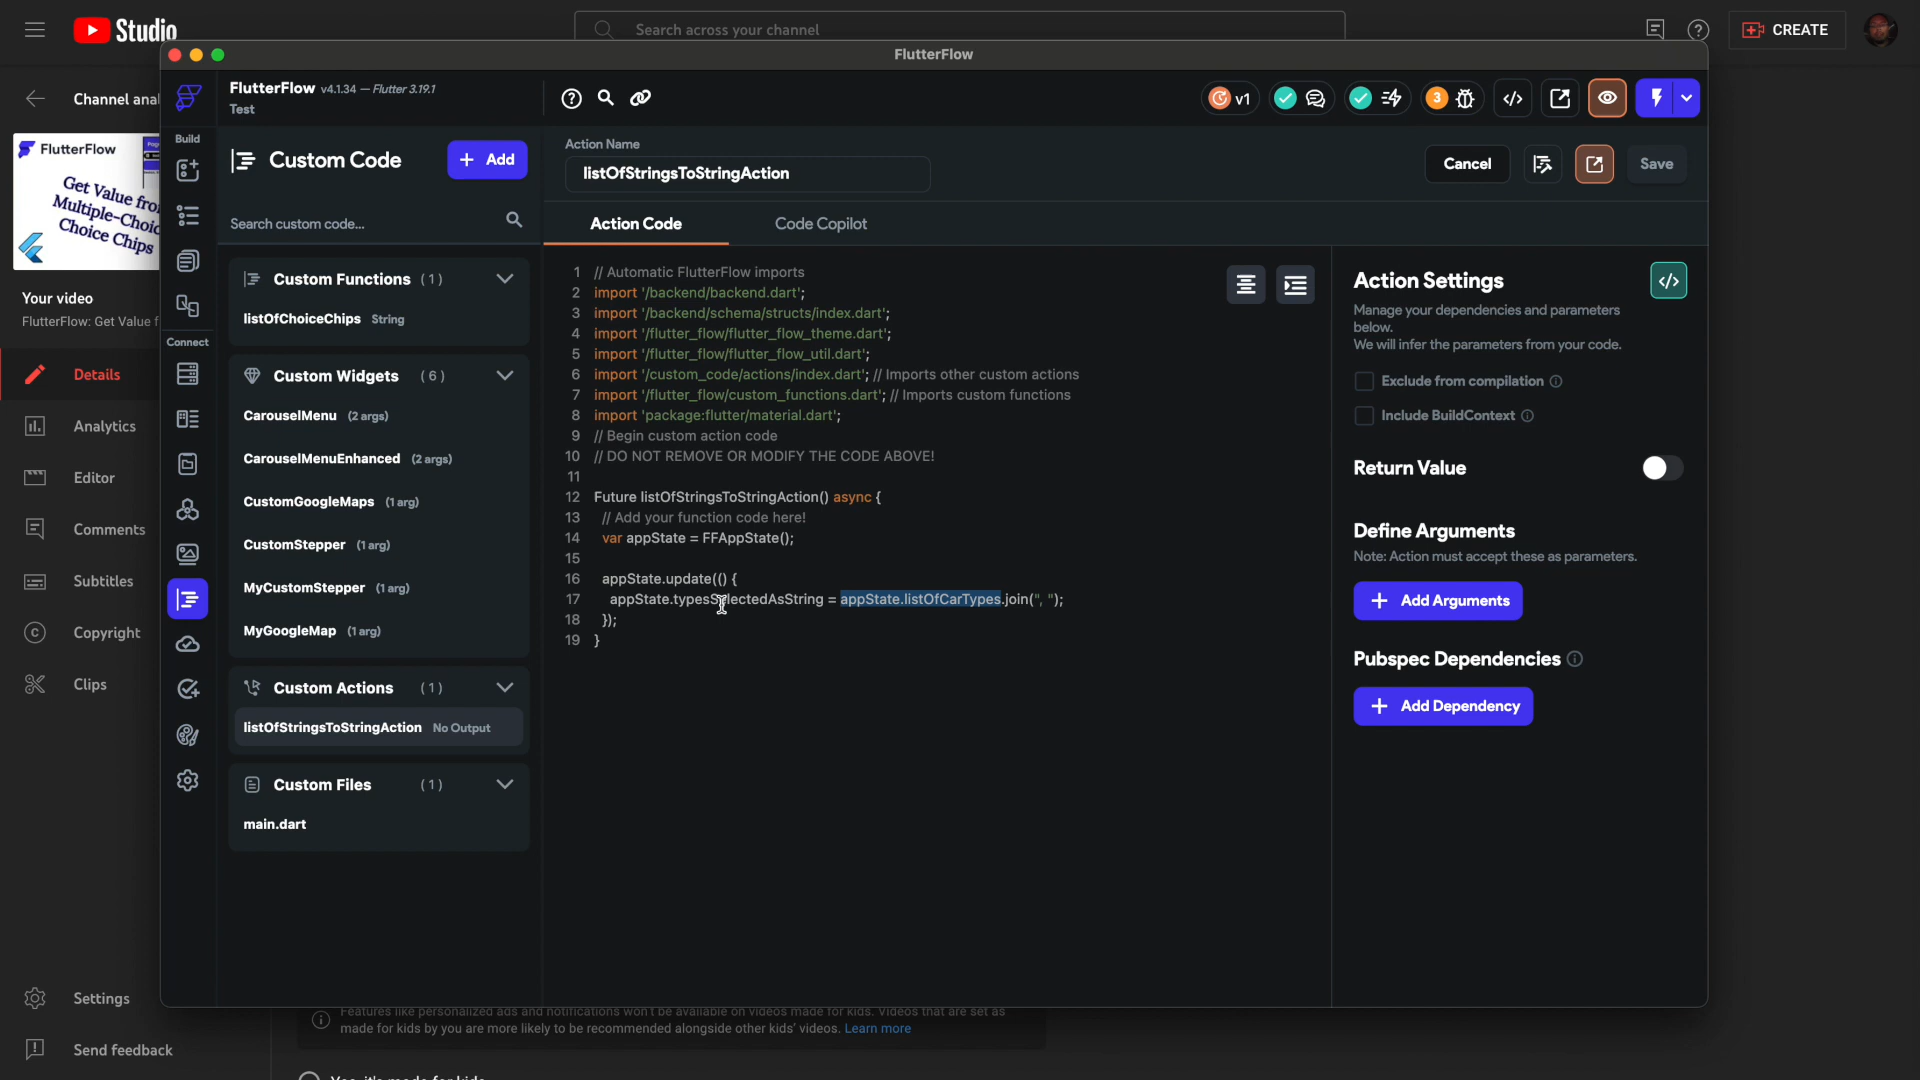 Studio
Search across your channel
CREATE
FlutterFlow
FlutterFlow v4.1.34 – Flutter 3.19.1
Test
v1
3
Channel anal
FlutterFlow
Get Value fro
Multiple-Choic
Choice Chips
Your video
FlutterFlow: Get Value f
Details
Analytics
Editor
Comments
Subtitles
Copyright
Clips
Settings
Send feedback
Build
Connect
Custom Code
Add
Search custom code...
Custom Functions (1)
listOfChoiceChips String
Custom Widgets (6)
CarouselMenu (2 args)
CarouselMenuEnhanced (2 args)
CustomGoogleMaps (1 arg)
CustomStepper (1 arg)
MyCustomStepper (1 arg)
MyGoogleMap (1 arg)
Custom Actions (1)
listOfStringsToStringAction No Output
Custom Files (1)
main.dart
Action Name
listOfStringsToStringAction
Cancel
Save
Action Code
Code Copilot
1 // Automatic FlutterFlow imports
2 import '/backend/backend.dart';
3 import '/backend/schema/structs/index.dart';
4 import '/flutter_flow/flutter_flow_theme.dart';
5 import '/flutter_flow/flutter_flow_util.dart';
6 import '/custom_code/actions/index.dart'; // Imports other custom actions
7 import '/flutter_flow/custom_functions.dart'; // Imports custom functions
8 import 'package:flutter/material.dart';
9 // Begin custom action code
10 // DO NOT REMOVE OR MODIFY THE CODE ABOVE!
11
12 Future listOfStringsToStringAction() async {
13 // Add your function code here!
14 var appState = FFAppState();
15
16 appState.update(() {
17 appState.typesSelectedAsString = appState.listOfCarTypes.join(", ");
18 });
19 }
Action Settings
Manage your dependencies and parameters
below.
We will infer the parameters from your code.
Exclude from compilation
Include BuildContext
Return Value
Define Arguments
Note: Action must accept these as parameters.
Add Arguments
Pubspec Dependencies
Add Dependency
Features like personalized ads and notifications won't be available on videos made for kids. Videos that are set as
made for kids by you are more likely to be recommended alongside other kids' videos. Learn more